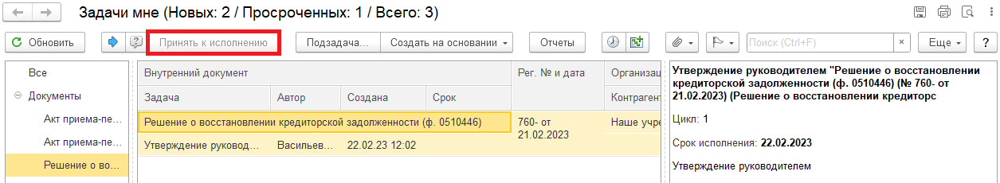 Задачи мне (Новых: 2 / Просроченных: 1 / Всего: 3)
Обновить Принять к исполнению Подзадача... Создать на основании Отчеты Поиск (Ctrl+F) × Еще ?
Все
Документы
Акт приема-пе...
Акт приема-пе...
Решение о во...
Внутренний документ Рег. № и дата Организац
Задача Автор Создана Срок Контрагент
Решение о восстановлении кредиторской задолженности (ф. 0510446) 760- от Наше учре
21.02.2023
Утверждение руковод... Васильев... 22.02.23 12:02
Утверждение руководителем "Решение о восстановлении
кредиторской задолженности (ф. 0510446) (№ 760- от
21.02.2023) (Решение о восстановлении кредиторс
Цикл: 1
Срок исполнения: 22.02.2023
Утверждение руководителем